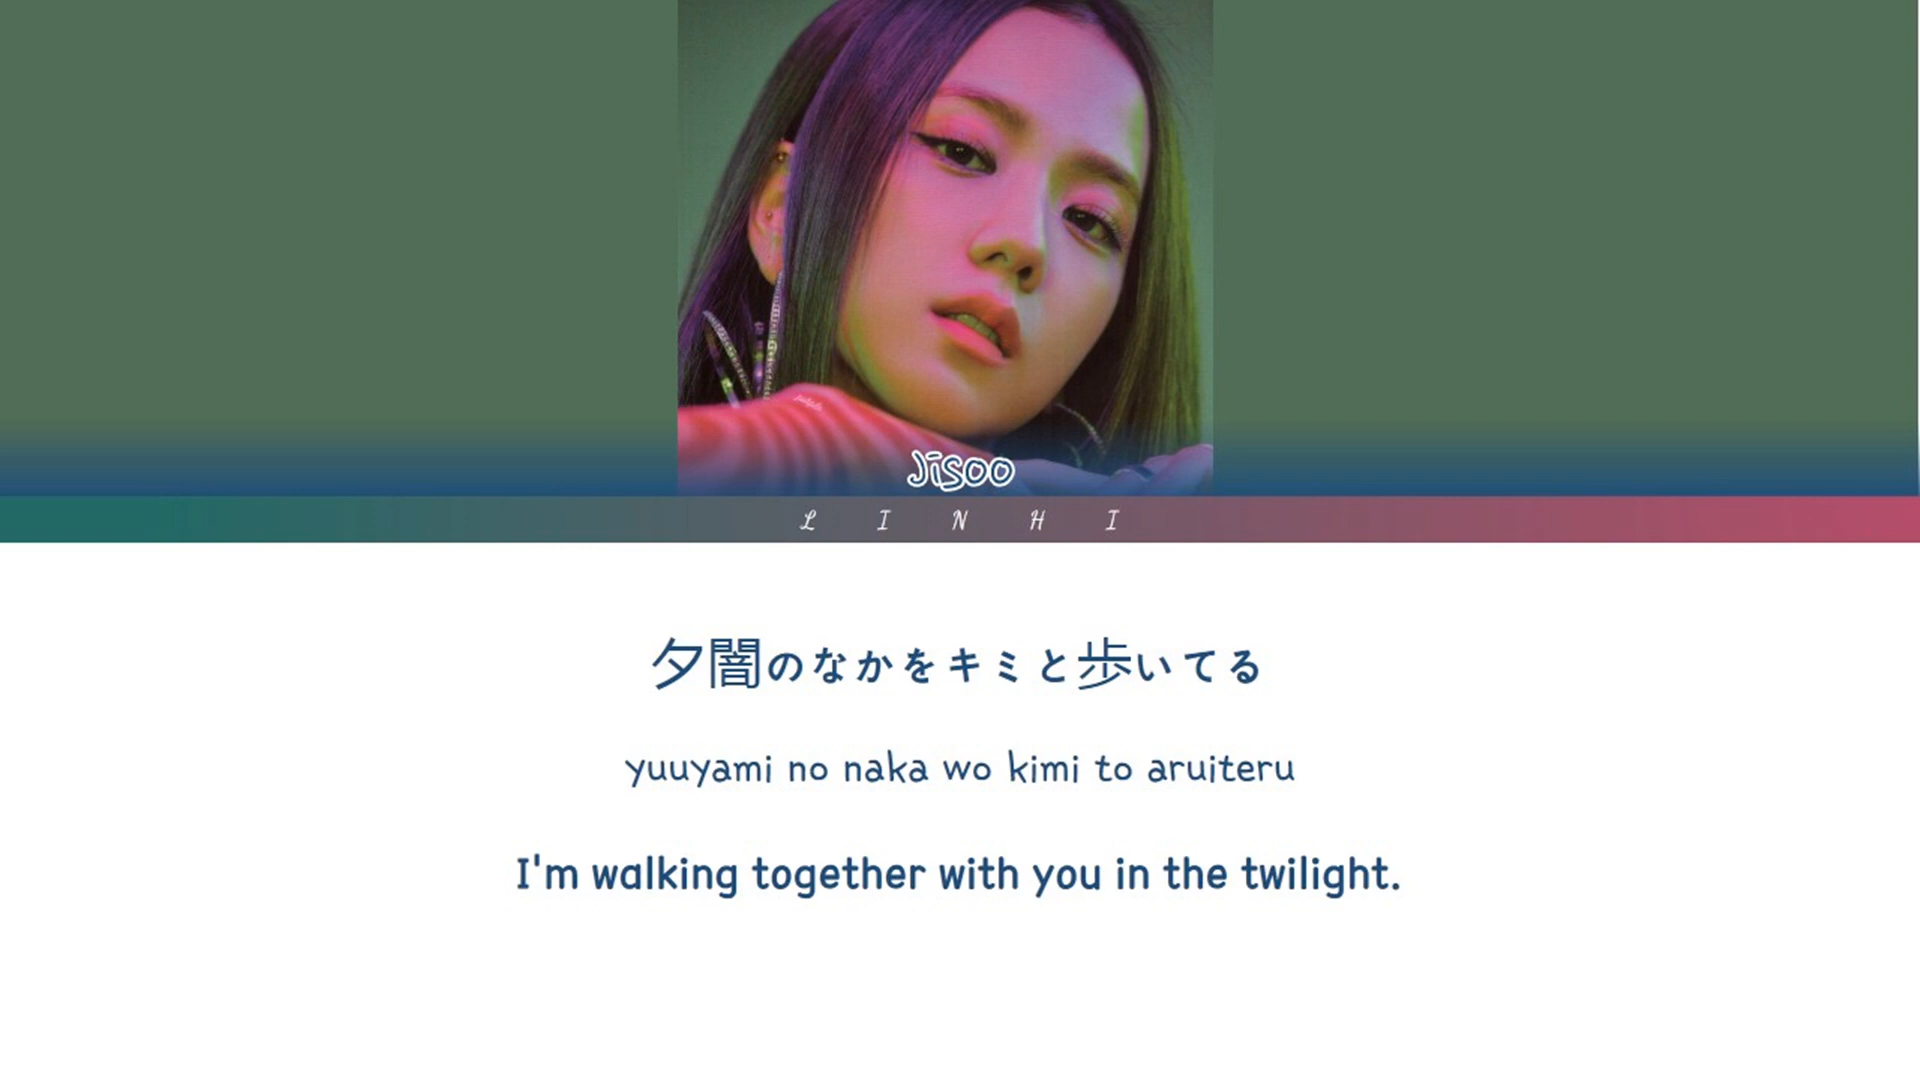 Jisoo
L I N H I
夕闇のなかをキミと歩いてる
yuuyami no naka wo kimi to aruiteru
I'm walking together with you in the twilight.